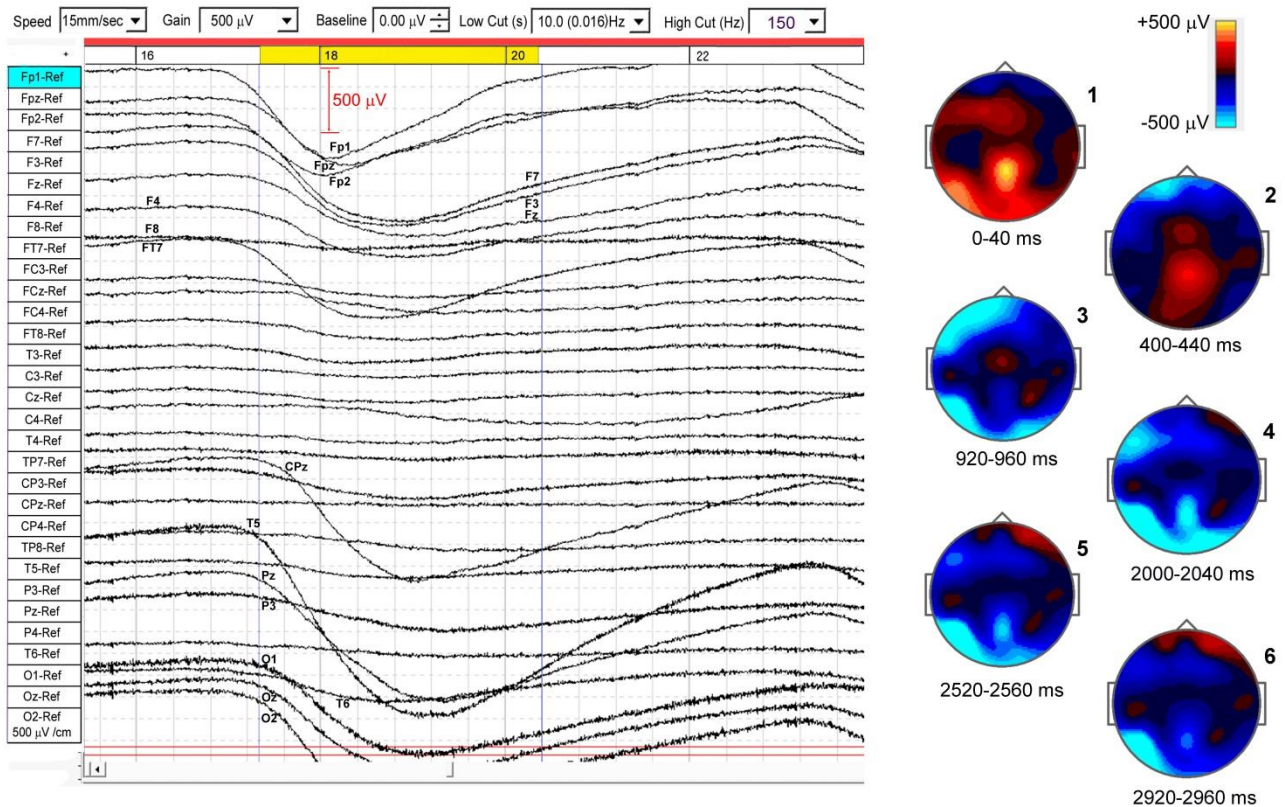 Speed 15mm/sec Gain 500 µV Baseline 0.00 µV Low Cut (s) 10.0 (0.016)Hz High Cut (Hz) 150
16 18 20 22
Fp1-Ref
Fpz-Ref
Fp2-Ref
F7-Ref
F3-Ref
Fz-Ref
F4-Ref
F8-Ref
FT7-Ref
FC3-Ref
FCz-Ref
FC4-Ref
FT8-Ref
T3-Ref
C3-Ref
Cz-Ref
C4-Ref
T4-Ref
TP7-Ref
CP3-Ref
CPz-Ref
CP4-Ref
TP8-Ref
T5-Ref
P3-Ref
Pz-Ref
P4-Ref
T6-Ref
O1-Ref
Oz-Ref
O2-Ref
500 µV /cm
500 µV
Fp1
Fpz
Fp2
F7
F3
Fz
F4
F8
FT7
CPz
T5
Pz
P3
O1
Oz
T6
O2
+500 µV
-500 µV
1
0-40 ms
2
400-440 ms
3
920-960 ms
4
2000-2040 ms
5
2520-2560 ms
6
2920-2960 ms